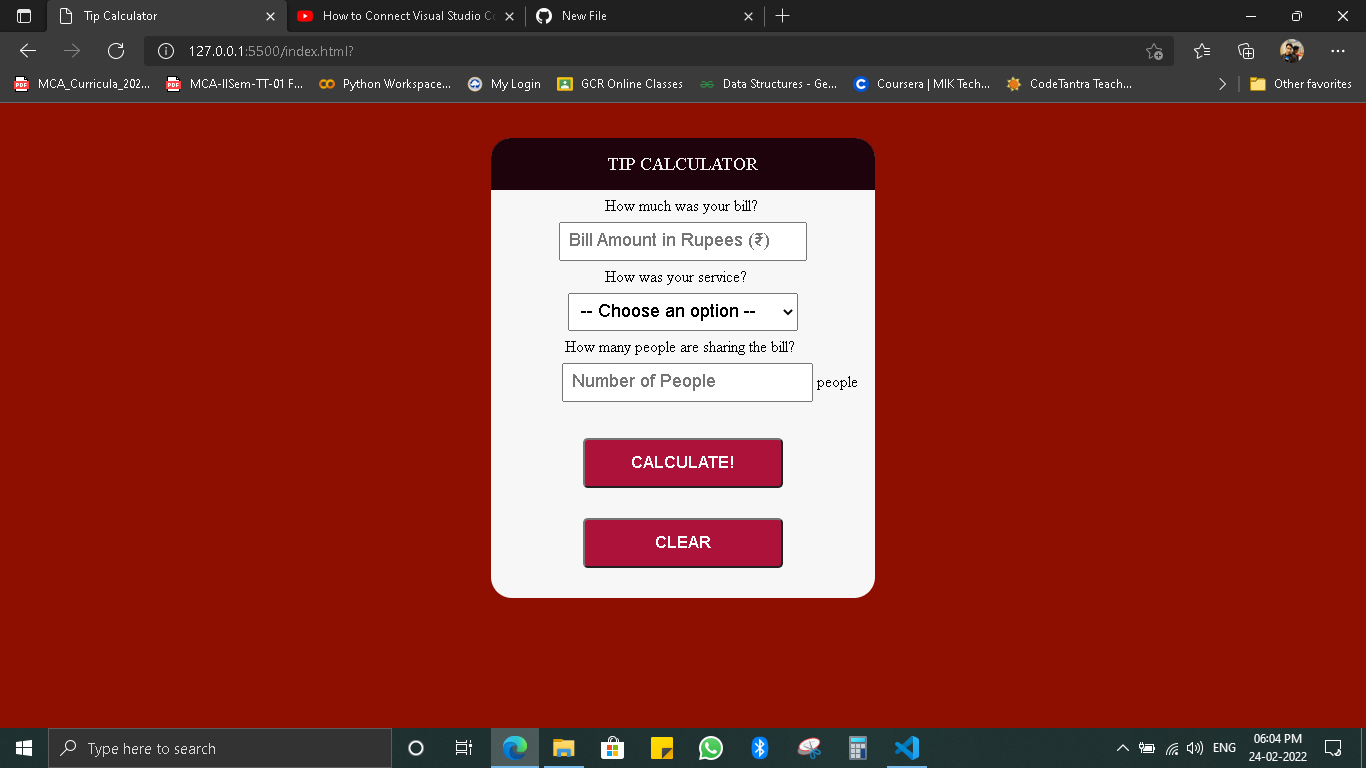 Tip Calculator
How to Connect Visual Studio Co
New File
127.0.0.1:5500/index.html?
MCA_Curricula_202...
MCA-IISem-TT-01 F...
Python Workspace...
My Login
GCR Online Classes
Data Structures - Ge...
Coursera | MIK Tech...
CodeTantra Teach...
Other favorites
TIP CALCULATOR
How much was your bill?
Bill Amount in Rupees (₹)
How was your service?
-- Choose an option --
How many people are sharing the bill?
Number of People people
CALCULATE!
CLEAR
Type here to search
ENG
06:04 PM
24-02-2022